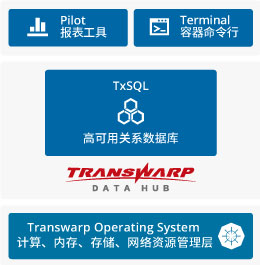 Pilot
报表工具
Terminal
容器命令行
TxSQL
高可用关系数据库
TRANSWARP
DATA HUB
Transwarp Operating System
计算、内存、存储、网络资源管理层